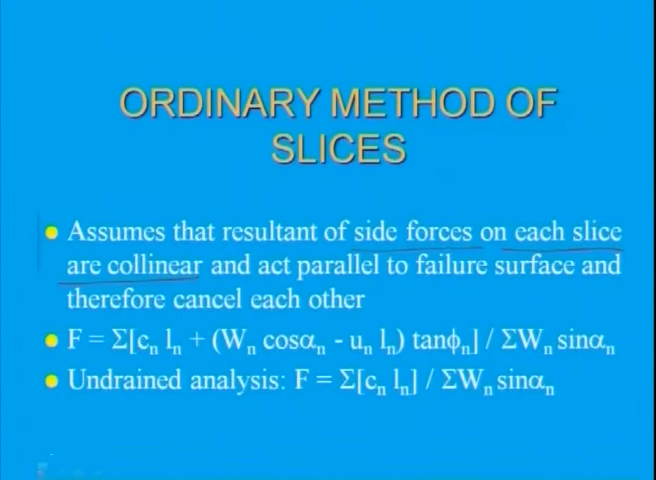 ORDINARY METHOD OF
SLICES
Assumes that resultant of side forces on each slice
are collinear and act parallel to failure surface and
therefore cancel each other
F = Σ[cₙ lₙ + (Wₙ cosαₙ - uₙ lₙ) tanϕₙ] / ΣWₙ sinαₙ
Undrained analysis: F = Σ[cₙ lₙ] / ΣWₙ sinαₙ